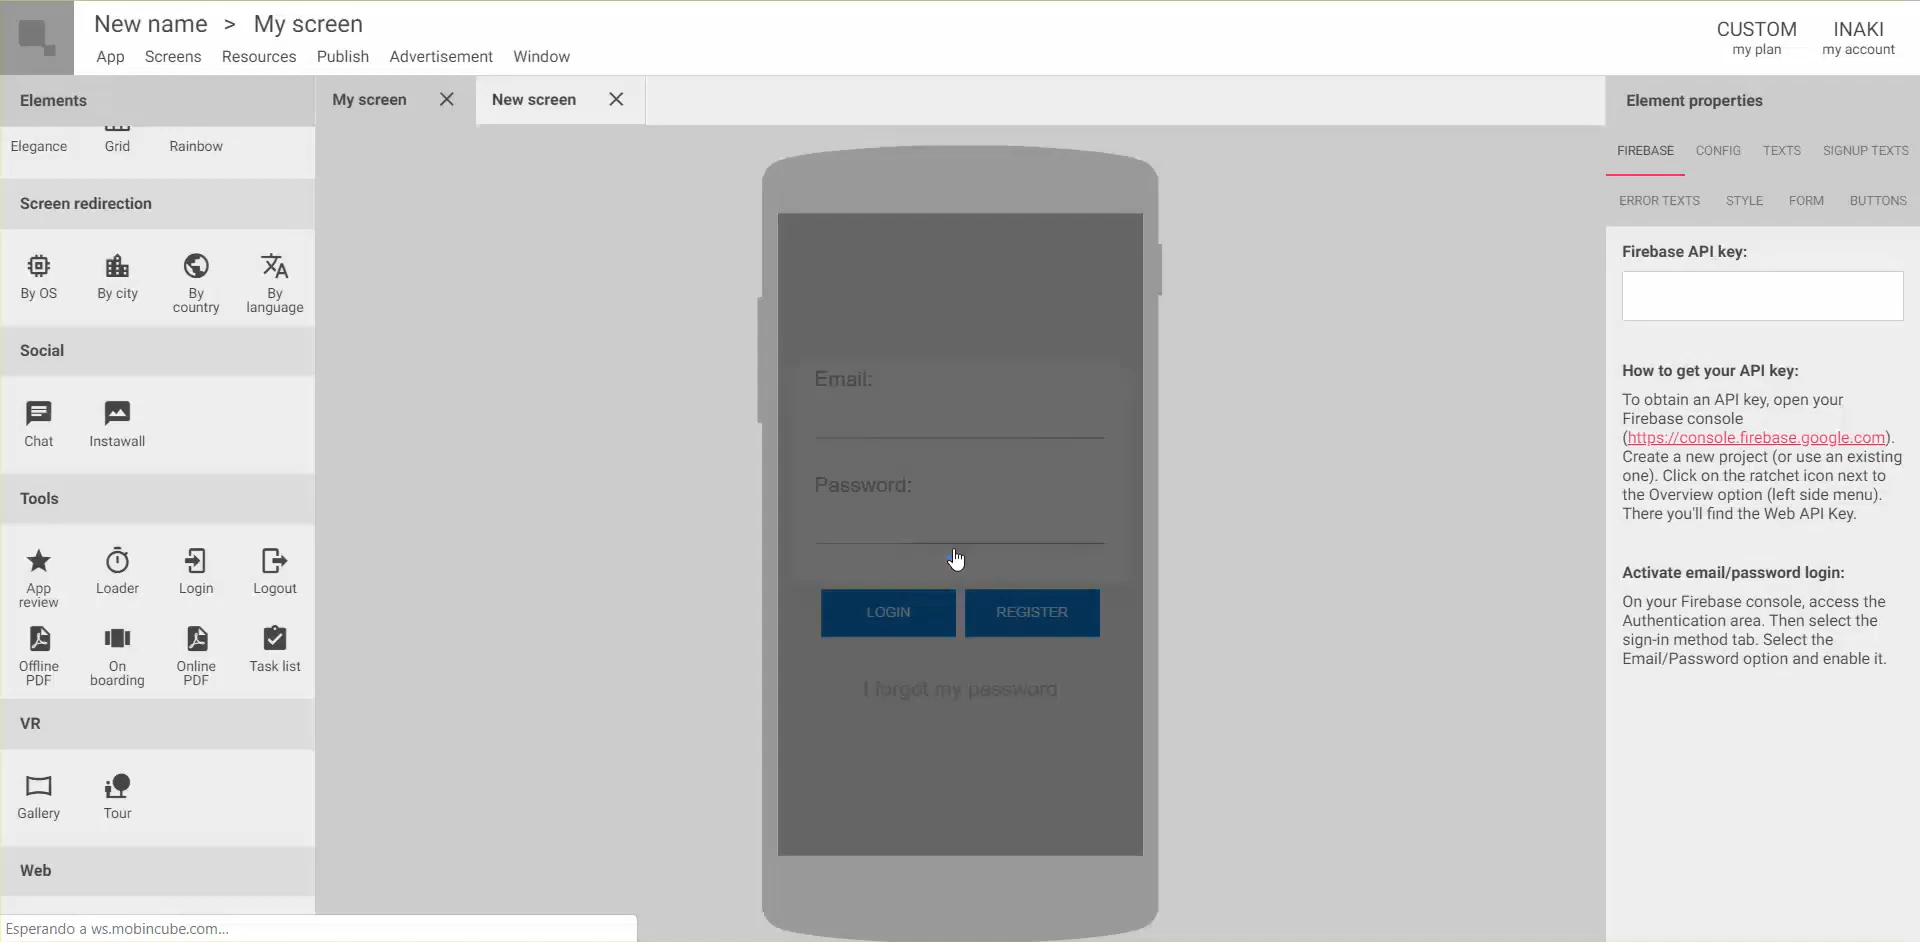 New name > My screen
App Screens Resources Publish Advertisement Window
CUSTOM
my plan
INAKI
my account
Elements
Elegance Grid Rainbow
Screen redirection
By OS
By city
By
country
By
language
Social
Chat
Instawall
Tools
App
review
Loader
Login
Logout
Offline
PDF
On
boarding
Online
PDF
Task list
VR
Gallery
Tour
Web
Esperando a ws.mobincube.com...
My screen
New screen
Email:
Password:
LOGIN
REGISTER
I forgot my password
Element properties
FIREBASE CONFIG TEXTS SIGNUP TEXTS
ERROR TEXTS STYLE FORM BUTTONS
Firebase API key:
How to get your API key:
To obtain an API key, open your
Firebase console
(https://console.firebase.google.com).
Create a new project (or use an existing
one). Click on the ratchet icon next to
the Overview option (left side menu).
There you'll find the Web API Key.
Activate email/password login:
On your Firebase console, access the
Authentication area. Then select the
sign-in method tab. Select the
Email/Password option and enable it.